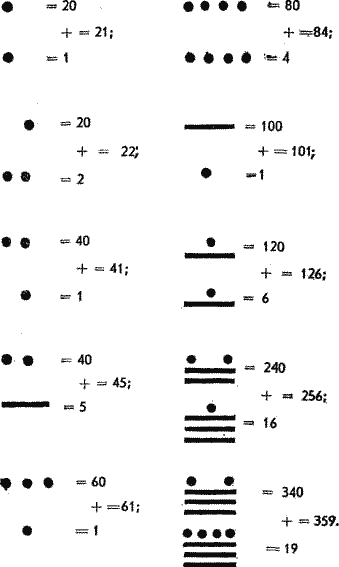 = 20
+ = 21;
= 1
= 20
+ = 22;
= 2
= 40
+ = 41;
= 1
= 40
+ = 45;
= 5
= 60
+ =61;
= 1
= 80
+ =84;
= 4
= 100
+ = 101;
=1
= 120
+ = 126;
= 6
= 240
+ = 256;
= 16
= 340
+ = 359.
= 19